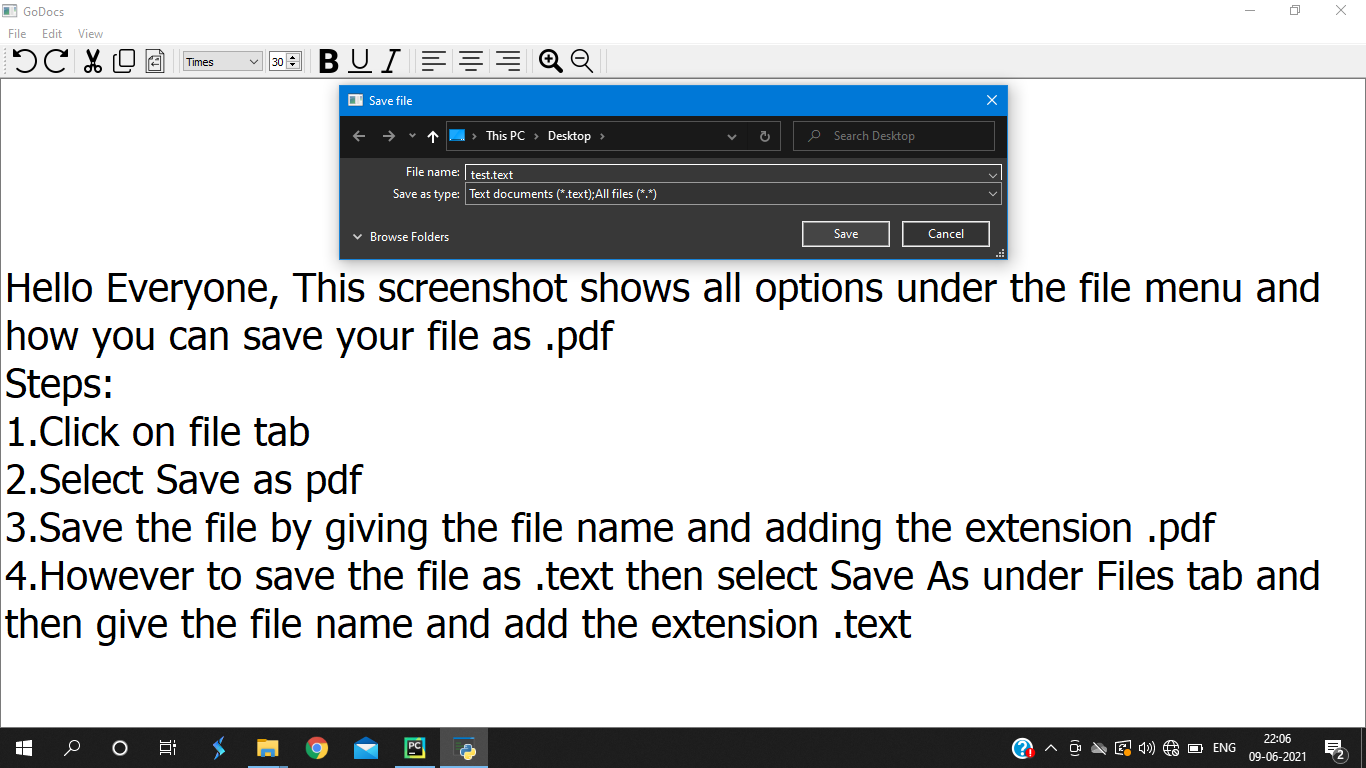 GoDocs
File Edit View
Times 30 B U I
Save file
This PC Desktop Search Desktop
File name: test.text
Save as type: Text documents (*.text);All files (*.*)
Browse Folders Save Cancel
Hello Everyone, This screenshot shows all options under the file menu and
how you can save your file as .pdf
Steps:
1.Click on file tab
2.Select Save as pdf
3.Save the file by giving the file name and adding the extension .pdf
4.However to save the file as .text then select Save As under Files tab and
then give the file name and add the extension .text
PC ENG 22:06
09-06-2021 2